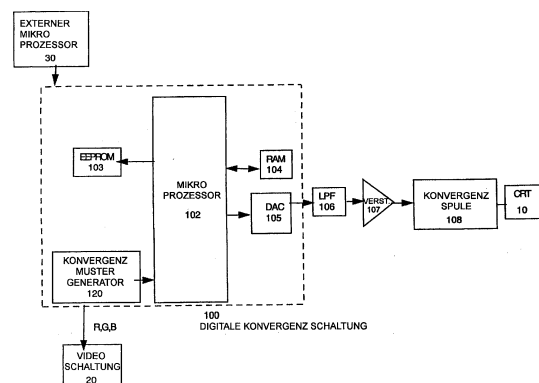 EXTERNER
MIKRO
PROZESSOR
30
EEPROM
103
MIKRO
PROZESSOR
102
RAM
104
DAC
105
LPF
106
VERST.
107
KONVERGENZ
SPULE
108
CRT
10
KONVERGENZ
MUSTER
GENERATOR
120
100
DIGITALE KONVERGENZ SCHALTUNG
R,G,B
VIDEO
SCHALTUNG
20